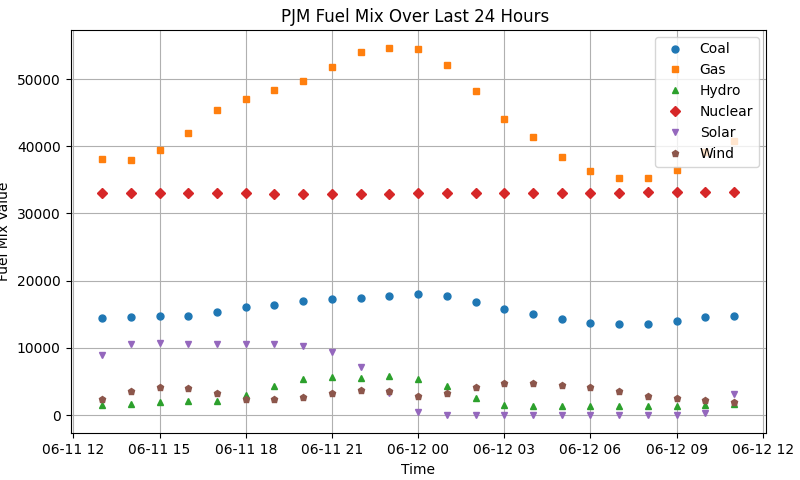 PJM Fuel Mix Over Last 24 Hours
Coal
Gas
Hydro
Nuclear
Solar
Wind
50000
40000
30000
20000
10000
0
Fuel Mix Value
06-11 12
06-11 15
06-11 18
06-11 21
06-12 00
06-12 03
06-12 06
06-12 09
06-12 12
Time